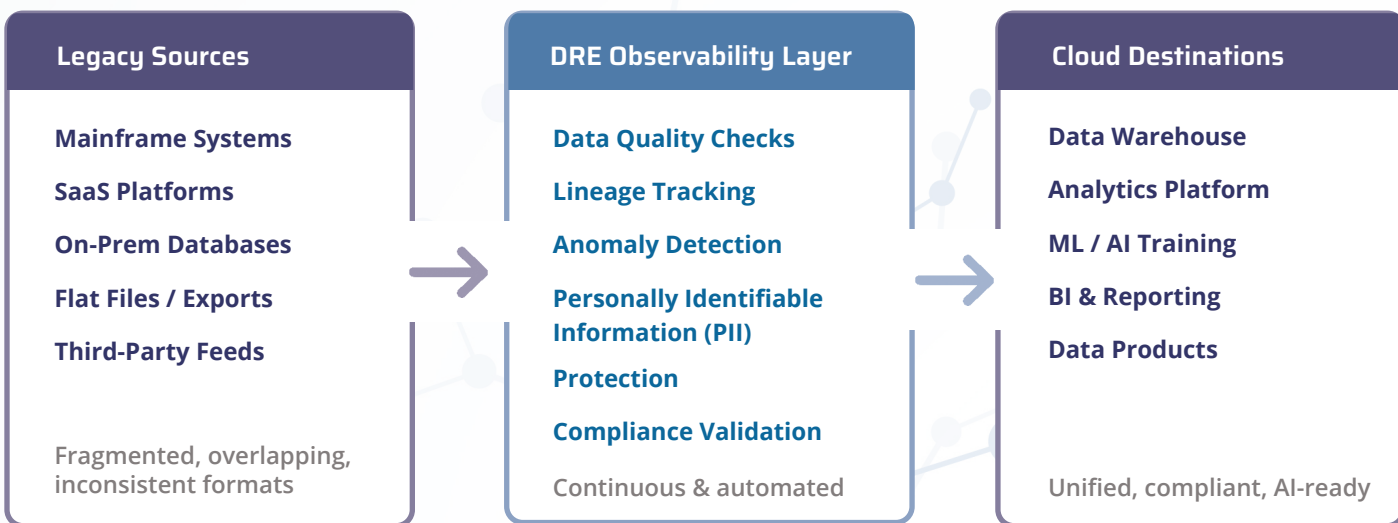 Legacy Sources
Mainframe Systems
SaaS Platforms
On-Prem Databases
Flat Files / Exports
Third-Party Feeds
Fragmented, overlapping,
inconsistent formats
DRE Observability Layer
Data Quality Checks
Lineage Tracking
Anomaly Detection
Personally Identifiable
Information (PII)
Protection
Compliance Validation
Continuous & automated
Cloud Destinations
Data Warehouse
Analytics Platform
ML / AI Training
BI & Reporting
Data Products
Unified, compliant, AI-ready